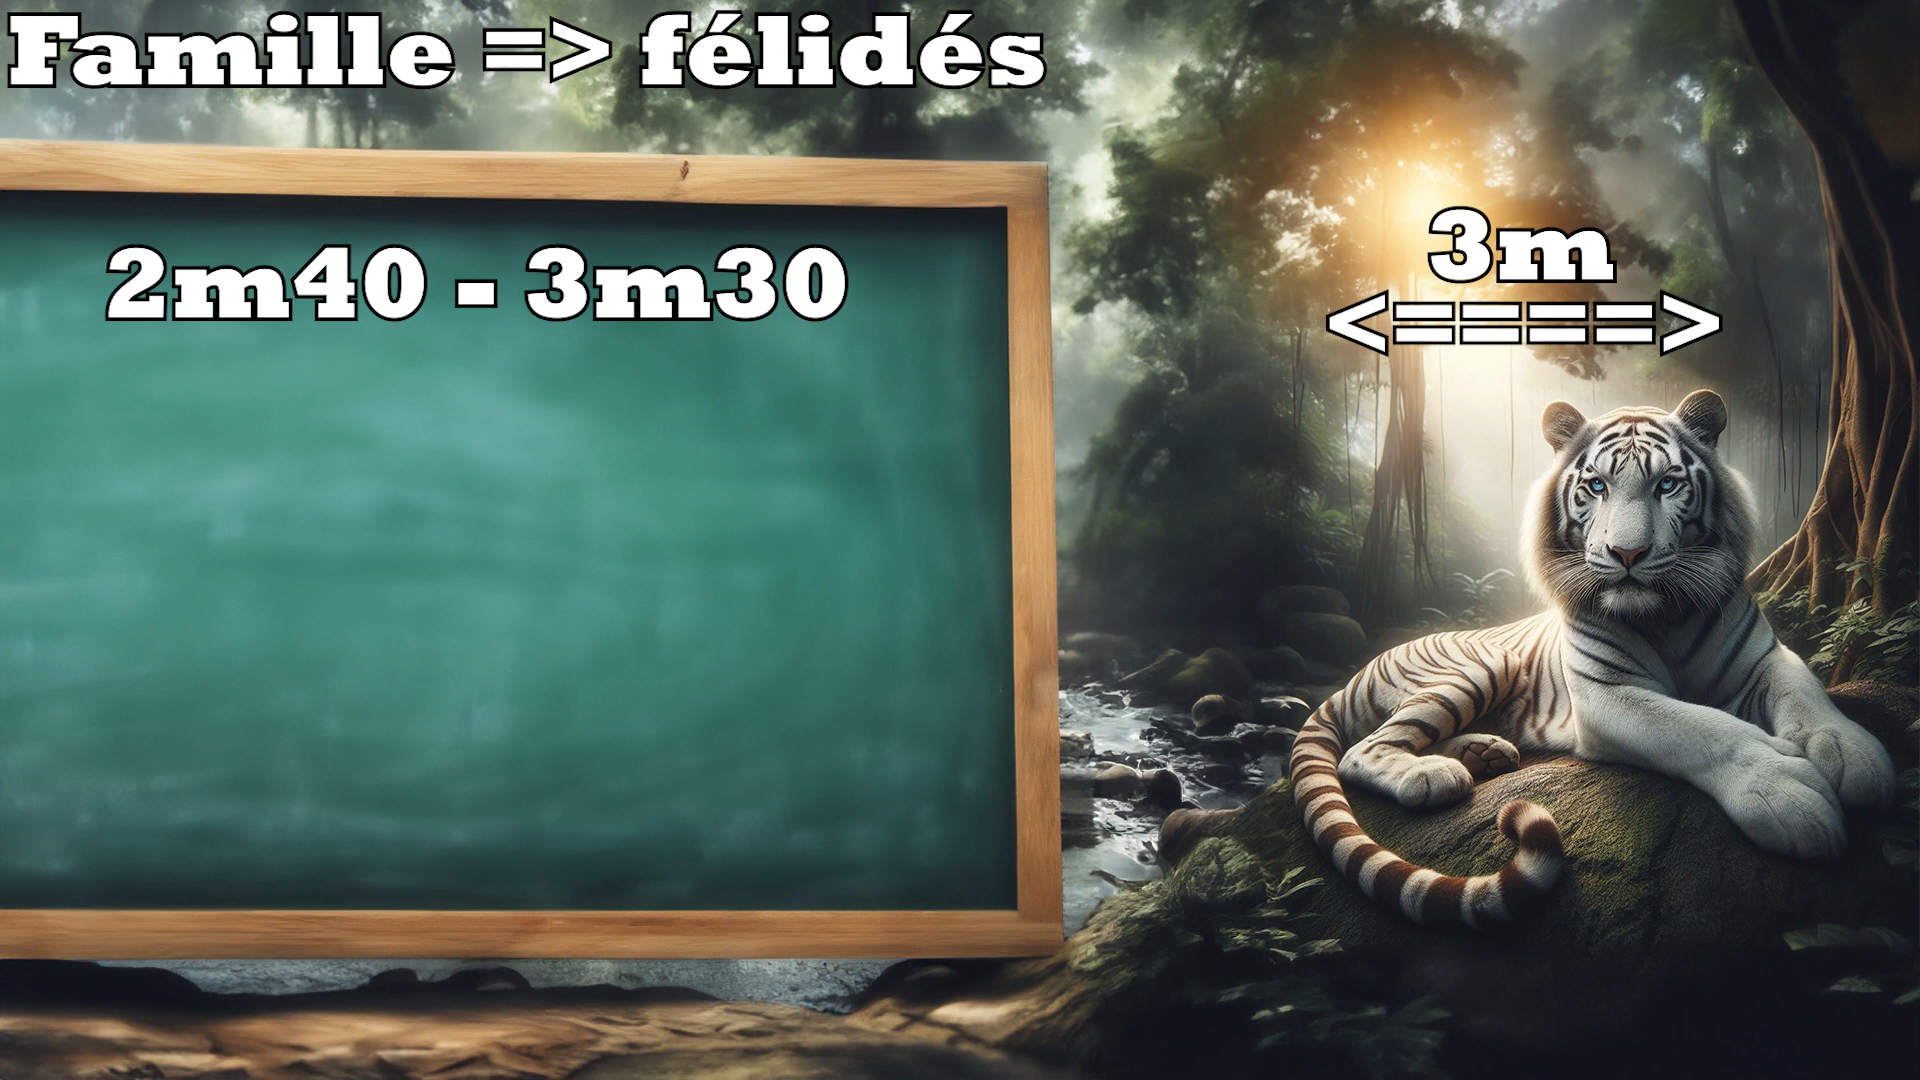 Famille => félidés
2m40 - 3m30
3m
<====>